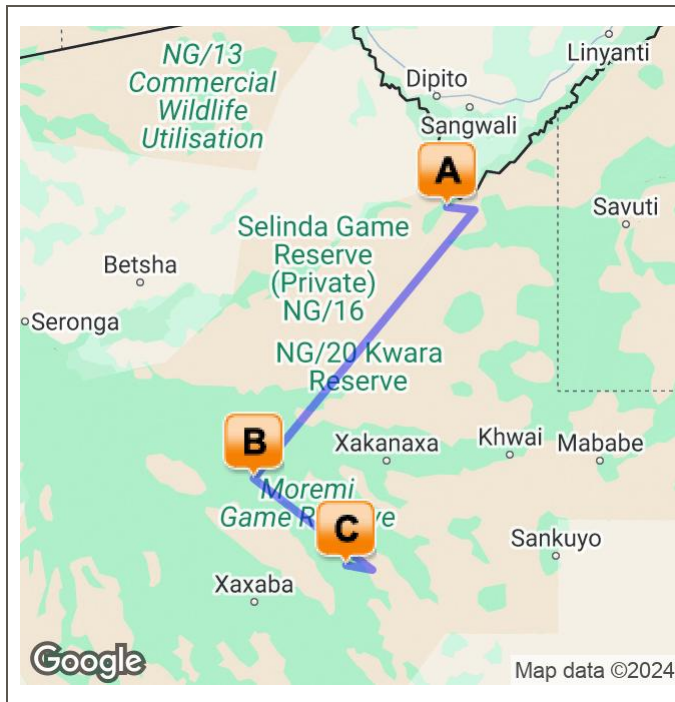 NG/13
Commercial
Wildlife
Utilisation
Linyanti
Dipito
Sangwali
A
Savuti
Selinda Game
Reserve
(Private)
NG/16
Betsha
Seronga
NG/20 Kwara
Reserve
B
Xakanaxa
Khwai
Mababe
Moremi
Game R ve
C
Sankuyo
Xaxaba
Google
Map data ©2024